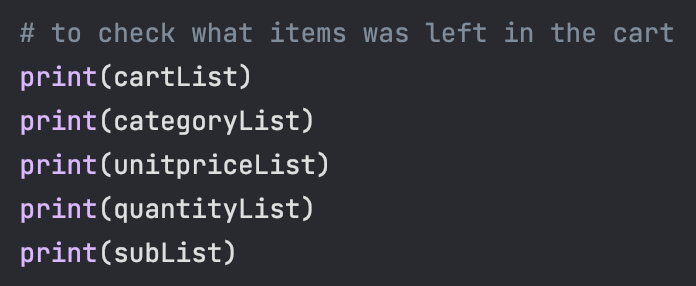 # to check what items was left in the cart
print(cartList)
print(categoryList)
print(unitpriceList)
print(quantityList)
print(subList)